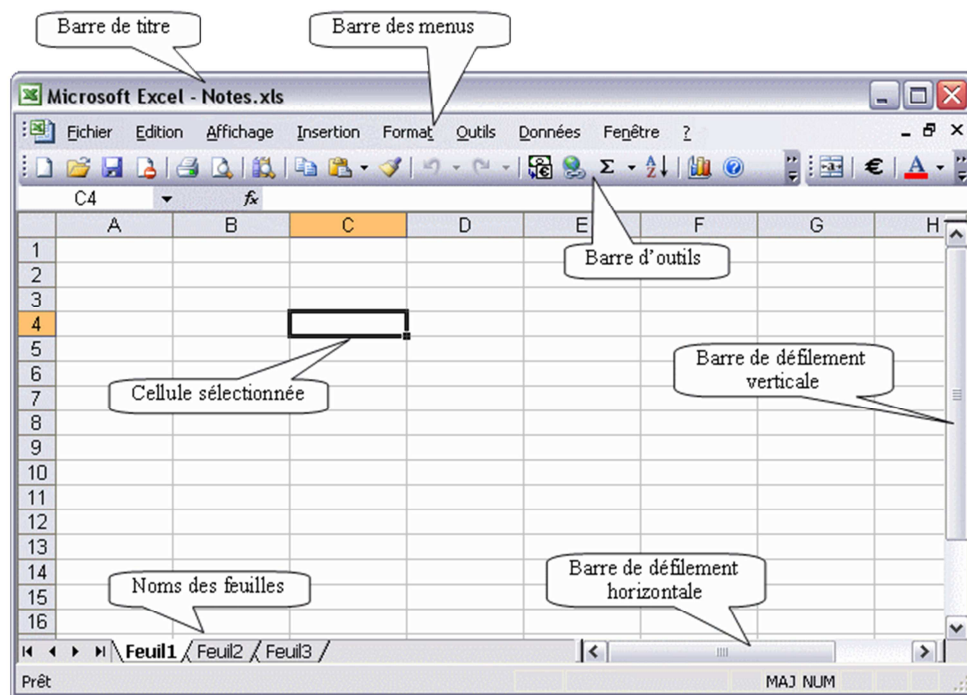 Barre de titre
Barre des menus
Microsoft Excel - Notes.xls
Fichier Edition Affichage Insertion Format Outils Données Fenêtre ?
C4 fx
A B C D E F G H
1
Barre d'outils
2
3
4
5
Barre de défilement
verticale
6
Cellule sélectionnée
7
8
9
10
11
12
13
Barre de défilement
horizontale
14
Noms des feuilles
15
16
Feuil1 Feuil2 Feuil3
Prêt MAJ NUM